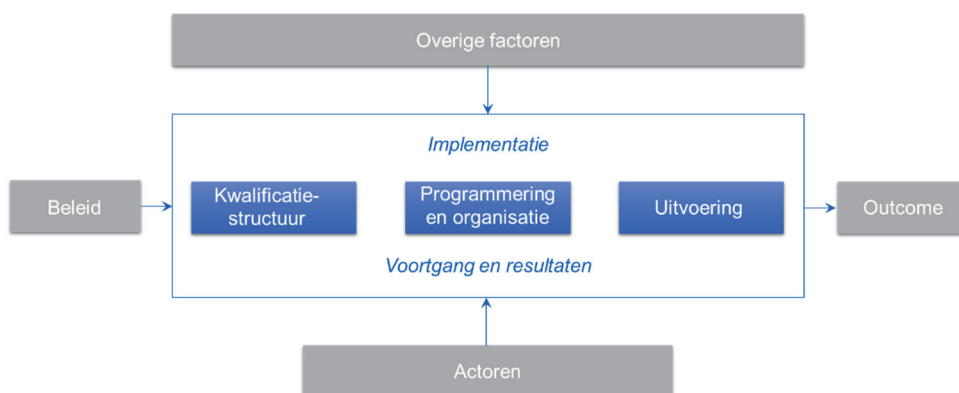 Overige factoren
Implementatie
Beleid
Kwalificatie-
structuur
Programmering
en organisatie
Uitvoering
Outcome
Voortgang en resultaten
Actoren